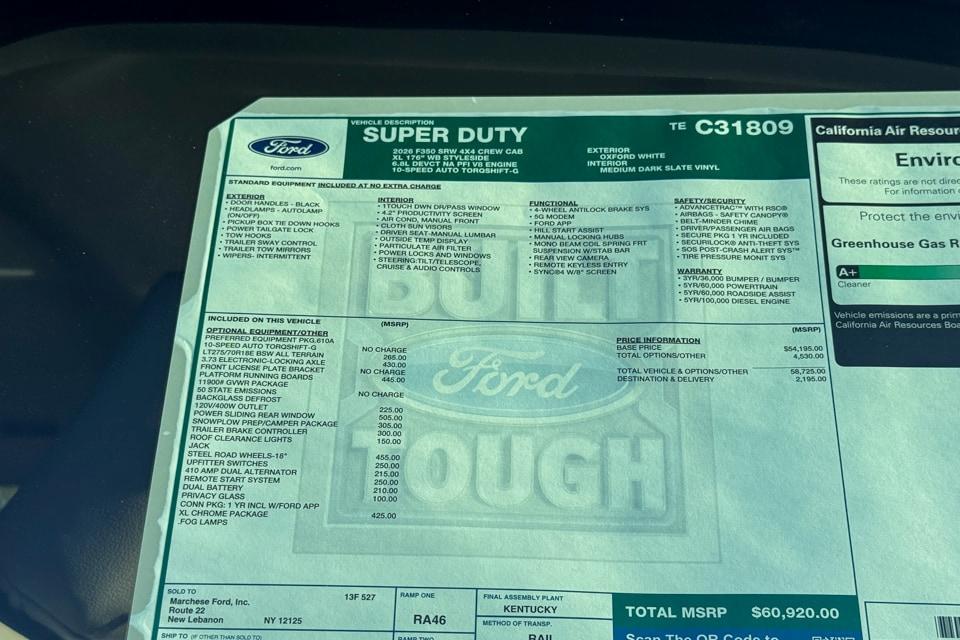 Ford
ford.com
VEHICLE DESCRIPTION
SUPER DUTY
2026 F350 SRW 4X4 CREW CAB
XL 176" WB STYLESIDE
6.8L DEVCT NA PFI V8 ENGINE
10-SPEED AUTO TORQSHIFT-G
TE C31809
EXTERIOR
OXFORD WHITE
INTERIOR
MEDIUM DARK SLATE VINYL
STANDARD EQUIPMENT INCLUDED AT NO EXTRA CHARGE
EXTERIOR
• DOOR HANDLES - BLACK
• HEADLAMPS - AUTOLAMP
(ON/OFF)
• PICKUP BOX TIE DOWN HOOKS
• POWER TAILGATE LOCK
• TOW HOOKS
• TRAILER SWAY CONTROL
• TRAILER TOW MIRRORS
• WIPERS- INTERMITTENT
INTERIOR
• 1TOUCH DWN DR/PASS WINDOW
• 4.2" PRODUCTIVITY SCREEN
• AIR COND, MANUAL FRONT
• CLOTH SUN VISORS
• DRIVER SEAT-MANUAL LUMBAR
• OUTSIDE TEMP DISPLAY
• PARTICULATE AIR FILTER
• POWER LOCKS AND WINDOWS
• STEERING:TILT/TELESCOPE,
CRUISE & AUDIO CONTROLS
FUNCTIONAL
• 4-WHEEL ANTILOCK BRAKE SYS
• 5G MODEM
• FORD APP
• HILL START ASSIST
• MANUAL LOCKING HUBS
• MONO BEAM COIL SPRING FRT
SUSPENSION W/STAB BAR
• REAR VIEW CAMERA
• REMOTE KEYLESS ENTRY
• SYNC®4 W/8" SCREEN
SAFETY/SECURITY
• ADVANCETRAC™ WITH RSC®
• AIRBAGS - SAFETY CANOPY®
• BELT-MINDER CHIME
• DRIVER/PASSENGER AIR BAGS
• SECURE PKG 1 YR INCLUDED
• SECURILOCK® ANTI-THEFT SYS
• SOS POST-CRASH ALERT SYS™
• TIRE PRESSURE MONIT SYS
WARRANTY
• 3YR/36,000 BUMPER / BUMPER
• 5YR/60,000 POWERTRAIN
• 5YR/60,000 ROADSIDE ASSIST
• 5YR/100,000 DIESEL ENGINE
INCLUDED ON THIS VEHICLE
(MSRP)
OPTIONAL EQUIPMENT/OTHER
PREFERRED EQUIPMENT PKG.610A
10-SPEED AUTO TORQSHIFT-G NO CHARGE
LT275/70R18E BSW ALL TERRAIN 265.00
3.73 ELECTRONIC-LOCKING AXLE 430.00
FRONT LICENSE PLATE BRACKET NO CHARGE
PLATFORM RUNNING BOARDS 445.00
11900# GVWR PACKAGE
50 STATE EMISSIONS NO CHARGE
BACKGLASS DEFROST
120V/400W OUTLET 225.00
POWER SLIDING REAR WINDOW 505.00
SNOWPLOW PREP/CAMPER PACKAGE 305.00
TRAILER BRAKE CONTROLLER 300.00
ROOF CLEARANCE LIGHTS 150.00
JACK
STEEL ROAD WHEELS-18" 455.00
UPFITTER SWITCHES 250.00
410 AMP DUAL ALTERNATOR 215.00
REMOTE START SYSTEM 250.00
DUAL BATTERY 210.00
PRIVACY GLASS 100.00
CONN PKG: 1 YR INCL W/FORD APP
XL CHROME PACKAGE 425.00
.FOG LAMPS
(MSRP)
PRICE INFORMATION
BASE PRICE $54,195.00
TOTAL OPTIONS/OTHER 4,530.00
TOTAL VEHICLE & OPTIONS/OTHER 58,725.00
DESTINATION & DELIVERY 2,195.00
BUILT
Ford
TOUGH
SOLD TO
Marchese Ford, Inc.
Route 22
New Lebanon NY 12125
13F 527
SHIP TO (IF OTHER THAN SOLD TO)
RAMP ONE
RA46
RAMP TWO
FINAL ASSEMBLY PLANT
KENTUCKY
METHOD OF TRANSP.
RAIL
TOTAL MSRP $60,920.00
Scan The QR Code to
California Air Resour
Enviro
These ratings are not dire
For information
Protect the envi
Greenhouse Gas R
A+
Cleaner
Vehicle emissions are a prim
California Air Resources Boa